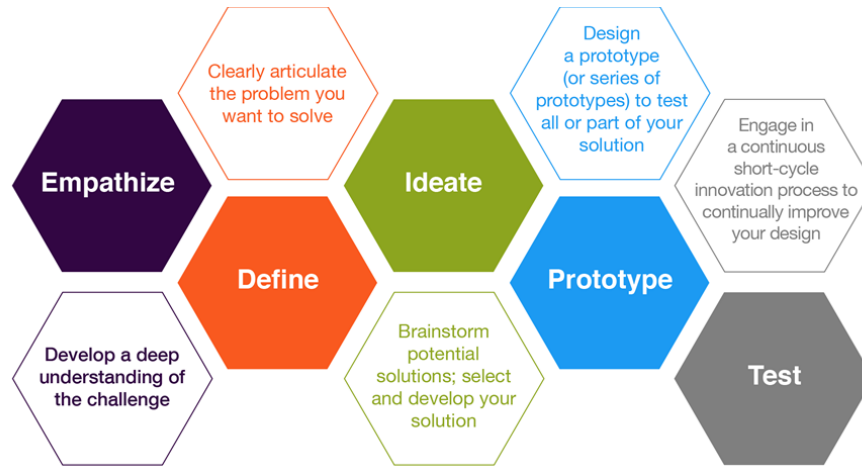 Empathize
Develop a deep
understanding of
the challenge
Clearly articulate
the problem you
want to solve
Define
Ideate
Brainstorm
potential
solutions; select
and develop your
solution
Design
a prototype
(or series of
prototypes) to test
all or part of your
solution
Prototype
Engage in
a continuous
short-cycle
innovation process to
continually improve
your design
Test